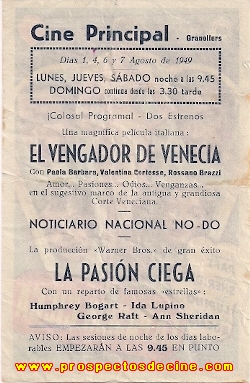 Cine Principal - Granollers
Días 1, 4, 6 y 7 Agosto de 1949
LUNES, JUEVES, SÁBADO noche a las 9.45
DOMINGO continua desde las 3.30 tarde
¡Colosal Programa! - Dos Estrenos
Una magnífica película italiana:
EL VENGADOR DE VENECIA
Con Paola Barbara, Valentina Cortesse, Rossano Brazzi
Amor... Pasiones... Odios... Venganzas...
en el sugestivo marco de la antigua y grandiosa
Corte Veneciana.
NOTICIARIO NACIONAL NO-DO
La producción «Warner Bros.» de gran éxito
LA PASIÓN CIEGA
Con un reparto de famosas «estrellas»:
Humphrey Bogart - Ida Lupino
George Raft - Ann Sheridan
AVISO: Las sesiones de noche de los días labo-
rables EMPEZARÁN A LAS 9.45 EN PUNTO
www.prospectosdecine.com